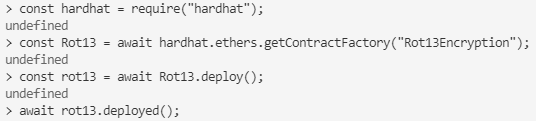 > const hardhat = require("hardhat");
undefined
> const Rot13 = await hardhat.ethers.getContractFactory("Rot13Encryption");
undefined
> const rot13 = await Rot13.deploy();
undefined
> await rot13.deployed();